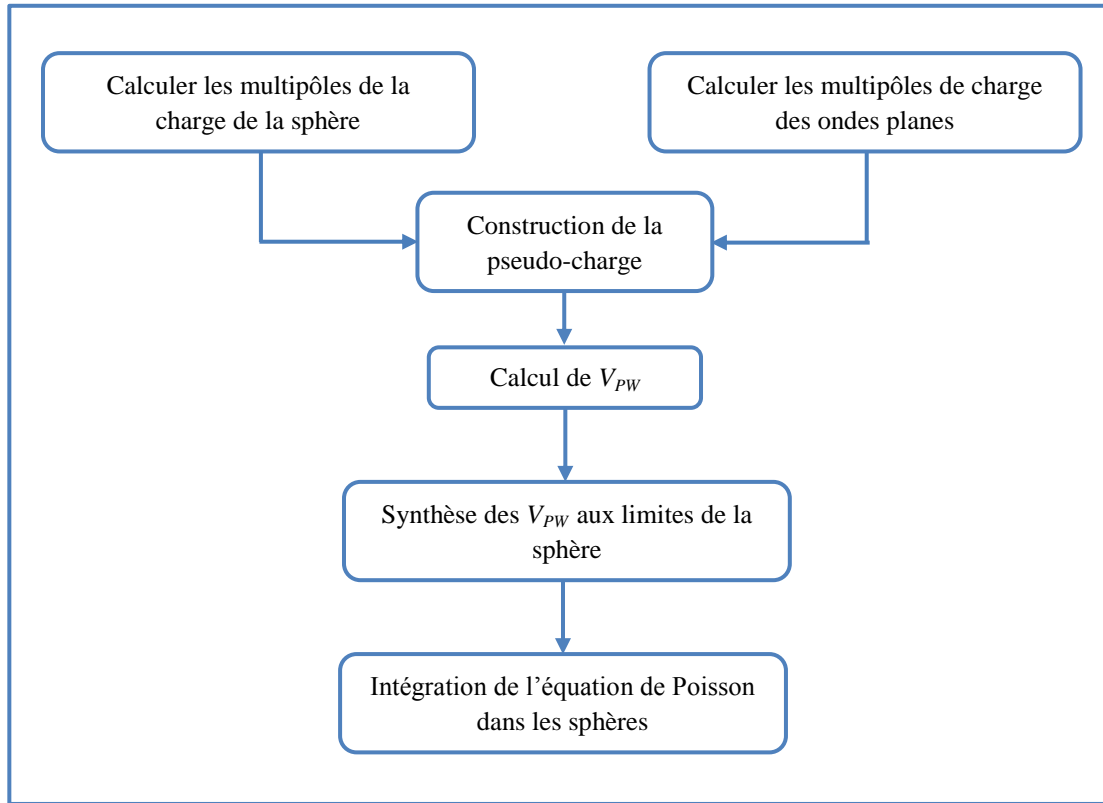 Calculer les multipôles de la
charge de la sphère
Calculer les multipôles de charge
des ondes planes
Construction de la
pseudo-charge
Calcul de V_PW
Synthèse des V_PW aux limites de la
sphère
Intégration de l’équation de Poisson
dans les sphères